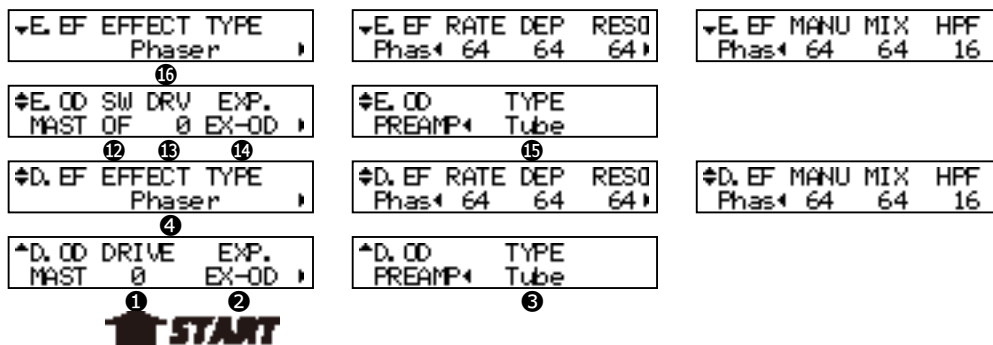 E. EF EFFECT TYPE
Phaser
E. EF RATE DEP RESO
Phas 64 64 64
E. EF MANU MIX HPF
Phas 64 64 16
16
E. OD SW DRV EXP.
MAST OF 0 EX-OD
E. OD TYPE
PREAMP Tube
12 13 14
15
D. EF EFFECT TYPE
Phaser
D. EF RATE DEP RESO
Phas 64 64 64
D. EF MANU MIX HPF
Phas 64 64 16
4
D. OD DRIVE EXP.
MAST 0 EX-OD
D. OD TYPE
PREAMP Tube
1 2
3
START